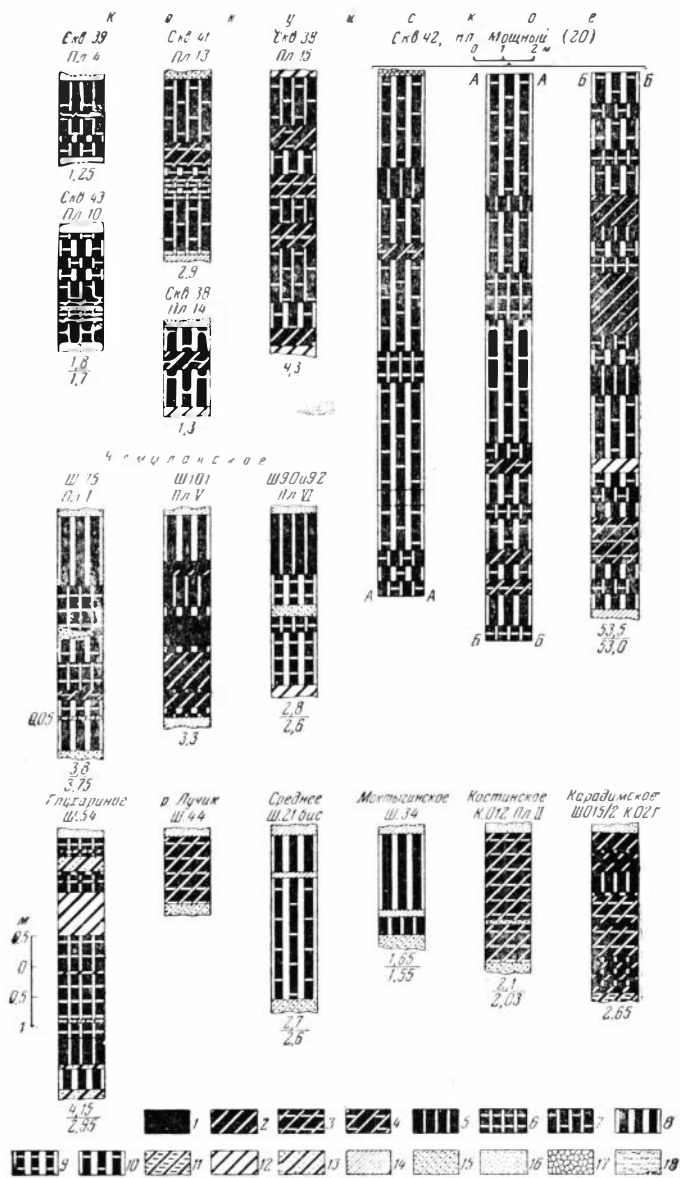 К о к у й с к о е
Скв 39 Скв 41 Скв 39 Скв 42, пл. Мощный (20)
Пл 4 Пл 13 Пл 15 0 1 2 м
А А Б Б
1,25
Скв 43
Пл 10
2,9
Скв 38
Пл 14
1,8
1,7
4,3
1,3
Ш 101 Ш90и92
Пл V Пл VI
А А
Б Б
53,5
53,0
0,05
3,8
3,75
3,3
2,8
2,6
Глухариное р Лучик Среднее Мохтыгинское Костинское Карадимское
Ш.54 Ш 44 Ш.21 бис Ш.34 К.012 Пл II Ш015/2 К.02г
м
0,5
0
0,5
1
4,15
2,95
2,7
2,6
1,65
1,55
2,1
2,03
2,65
1 2 3 4 5 6 7 8
9 10 11 12 13 14 15 16 17 18